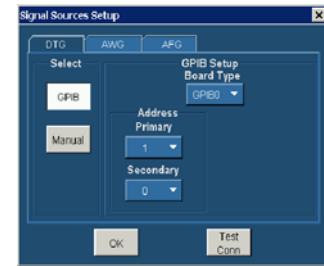 Signal Sources Setup
DTG AWG AFG
Select
GPIB
Manual
GPIB Setup
Board Type
GPIB0
Address
Primary
1
Secondary
0
OK
Test
Conn